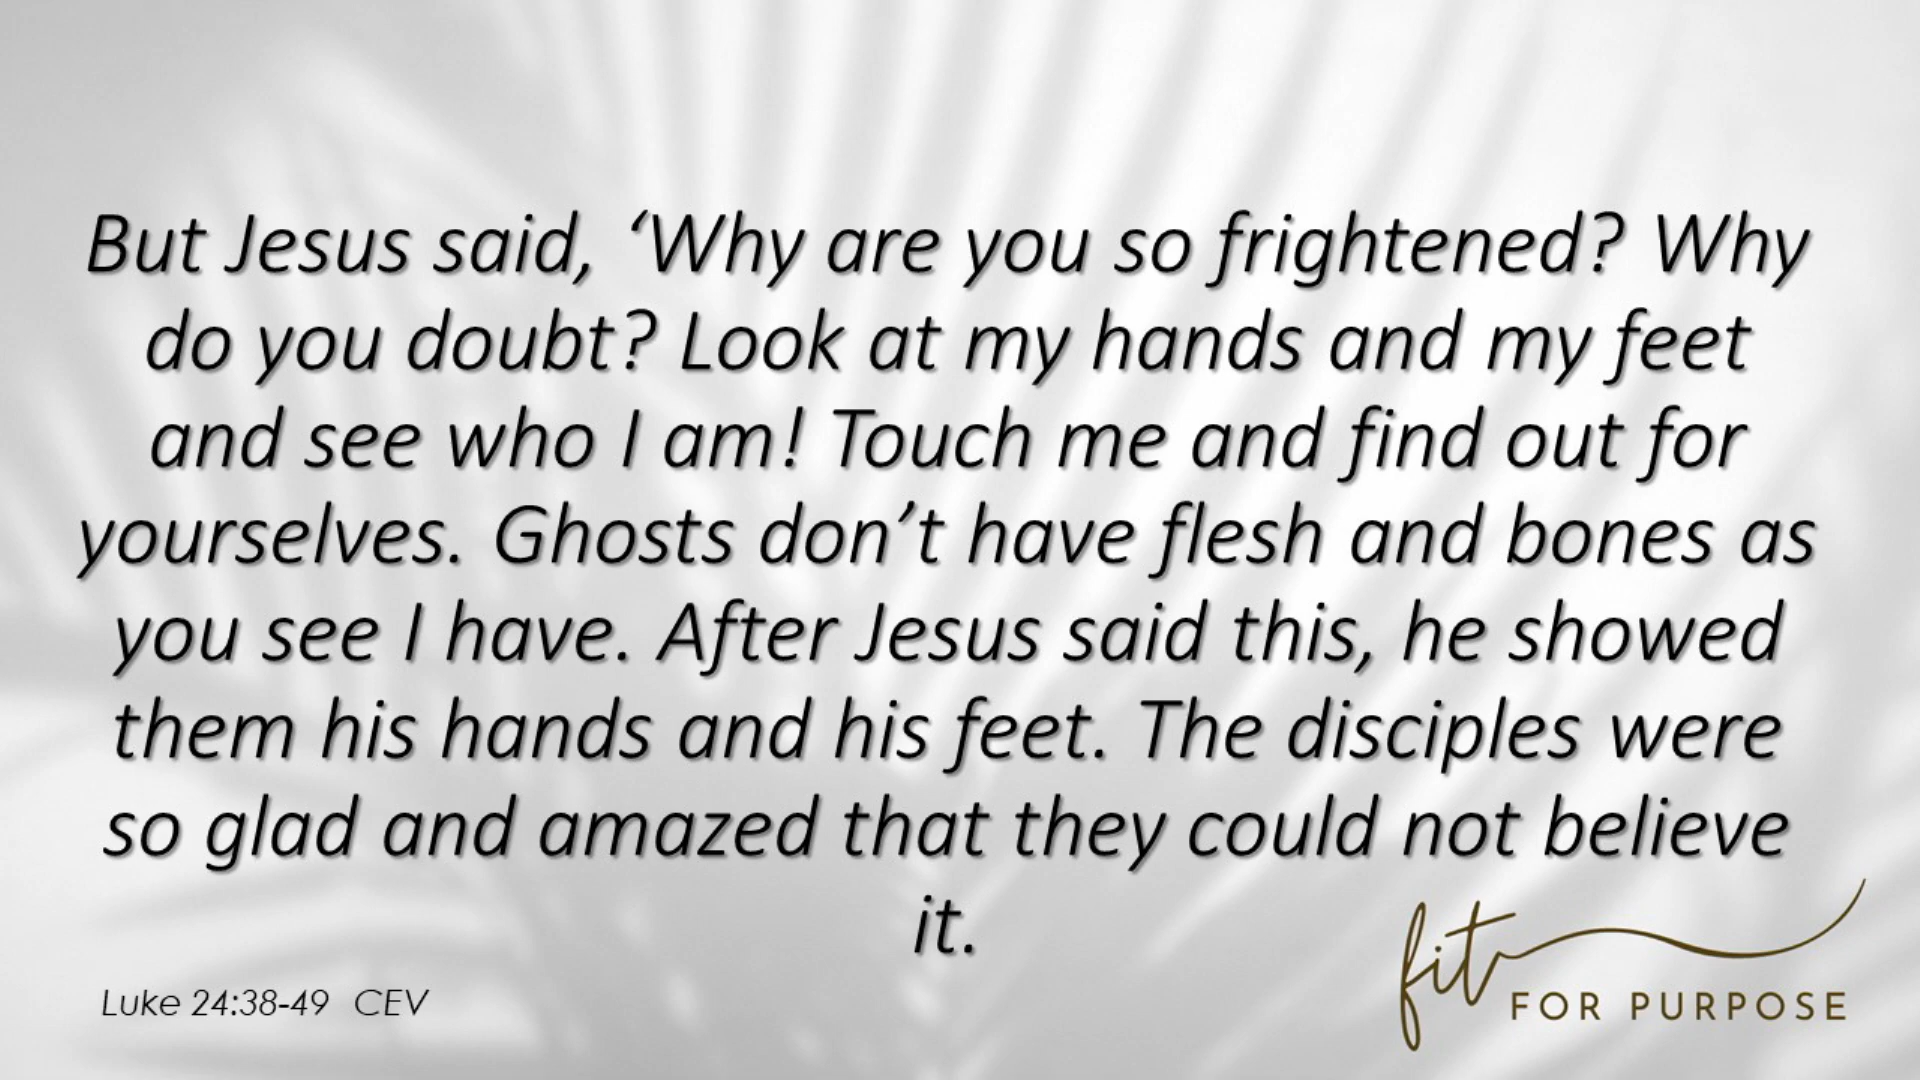 But Jesus said, ‘Why are you so frightened? Why
do you doubt? Look at my hands and my feet
and see who I am! Touch me and find out for
yourselves. Ghosts don’t have flesh and bones as
you see I have. After Jesus said this, he showed
them his hands and his feet. The disciples were
so glad and amazed that they could not believe
it.
Luke 24:38-49 CEV
fit
FOR PURPOSE